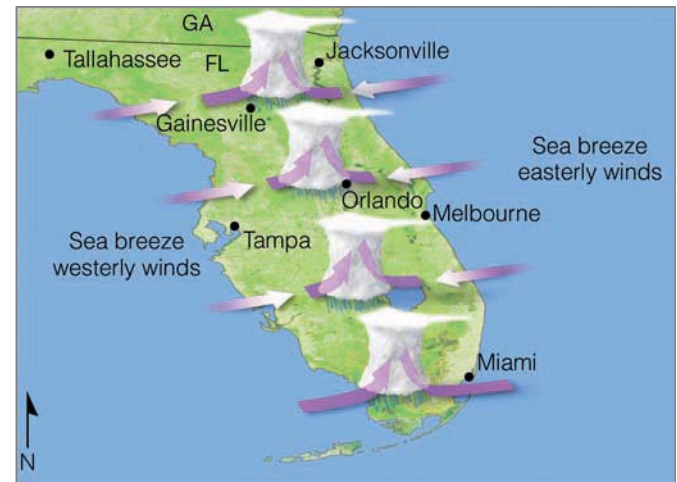 GA
Jacksonville
Tallahassee
FL
Gainesville
Sea breeze
easterly winds
Orlando
Melbourne
Sea breeze
westerly winds
Tampa
Miami
N